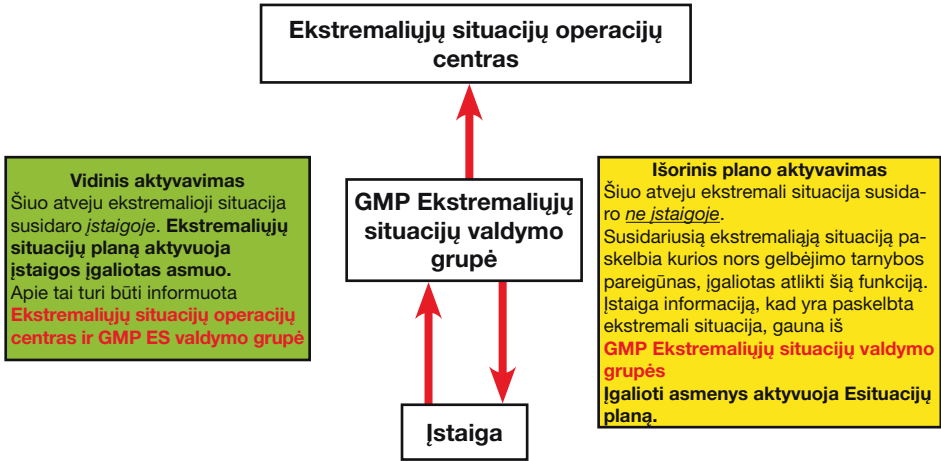 Ekstremaliųjų situacijų operacijų
centras
Vidinis aktyvavimas
Šiuo atveju ekstremalioji situacija
susidaro įstaigoje. Ekstremaliųjų
situacijų planą aktyvuoja
įstaigos įgaliotas asmuo.
Apie tai turi būti informuota
Ekstremaliųjų situacijų operacijų
centras ir GMP ES valdymo grupė
GMP Ekstremaliųjų
situacijų valdymo
grupė
Išorinis plano aktyvavimas
Šiuo atveju ekstremali situacija susida-
ro ne įstaigoje.
Susidariusią ekstremaliąją situaciją pa-
skelbia kurios nors gelbėjimo tarnybos
pareigūnas, įgaliotas atlikti šią funkciją.
Įstaiga informaciją, kad yra paskelbta
ekstremali situacija, gauna iš
GMP Ekstremaliųjų situacijų valdymo
grupės
Įgalioti asmenys aktyvuoja Esituacijų
planą.
Įstaiga